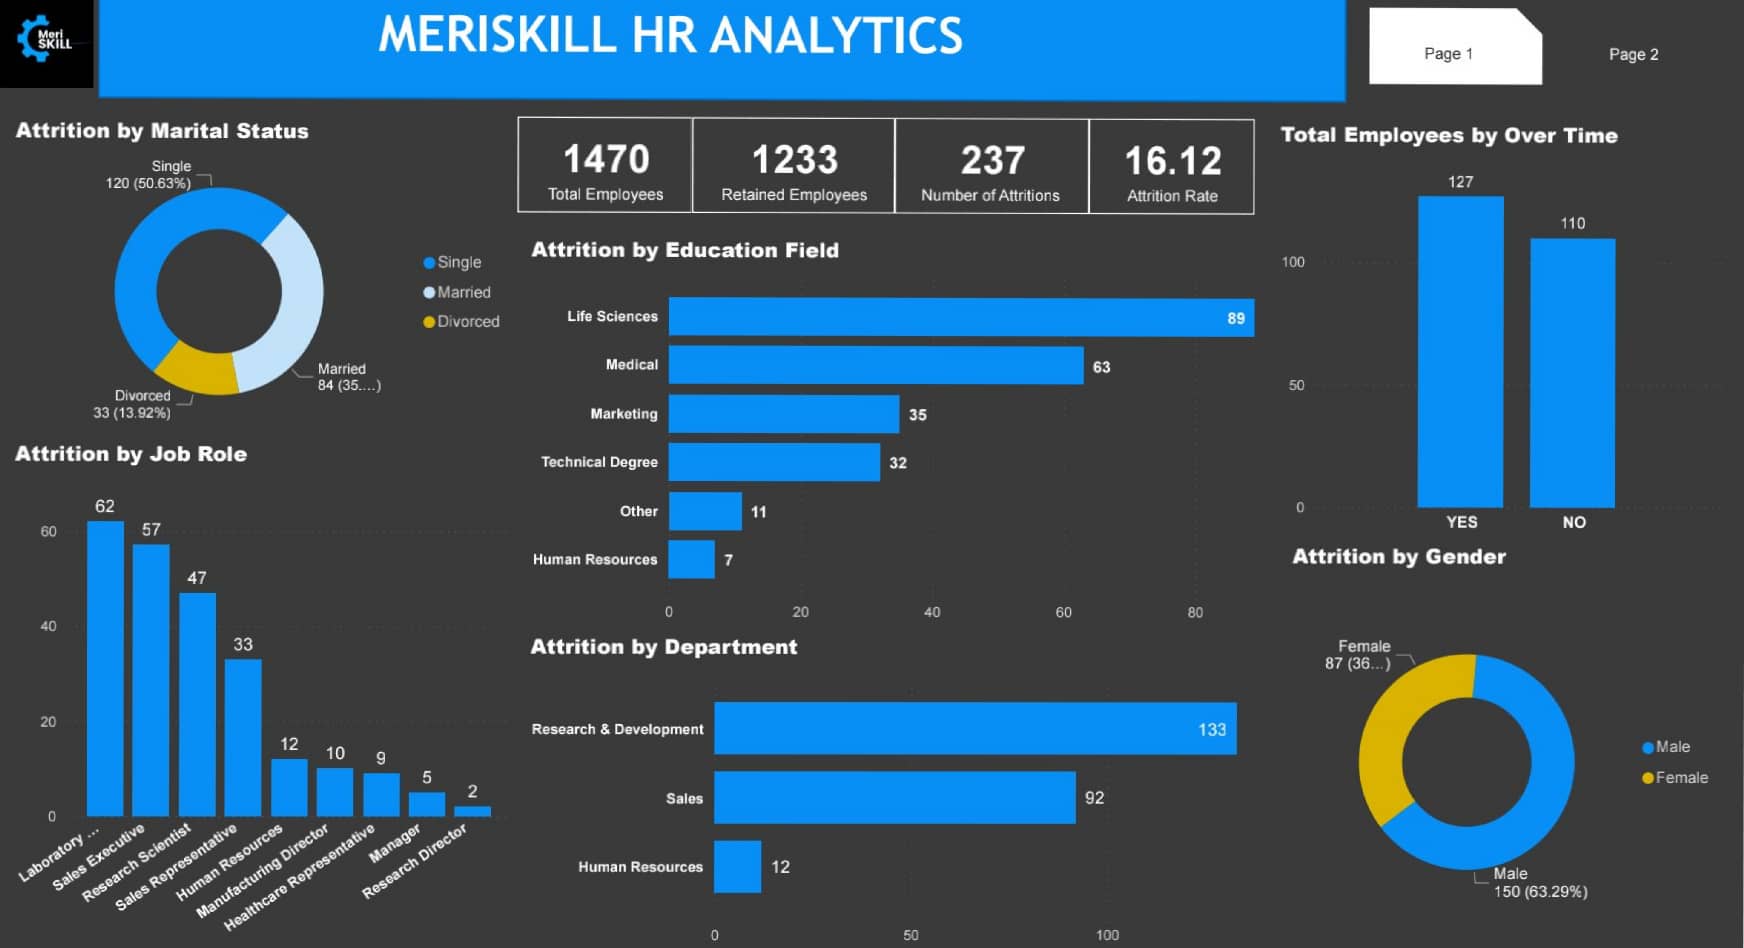 Meri
SKILL
MERISKILL HR ANALYTICS
Page 1
Page 2
Attrition by Marital Status
Single
120 (50.63%)
Single
Married
Divorced
Married
84 (35....)
Divorced
33 (13.92%)
1470
Total Employees
1233
Retained Employees
237
Number of Attritions
16.12
Attrition Rate
Total Employees by Over Time
127
110
100
50
0
YES
NO
Attrition by Education Field
Life Sciences
89
Medical
63
Marketing
35
Technical Degree
32
Other
11
Human Resources
7
0
20
40
60
80
Attrition by Job Role
60
40
20
0
62
57
47
33
12
10
9
5
2
Laboratory ...
Sales Executive
Research Scientist
Sales Representative
Human Resources
Manufacturing Director
Healthcare Representative
Manager
Research Director
Attrition by Department
Research & Development
133
Sales
92
Human Resources
12
0
50
100
Attrition by Gender
Female
87 (36...)
Male
Female
Male
150 (63.29%)